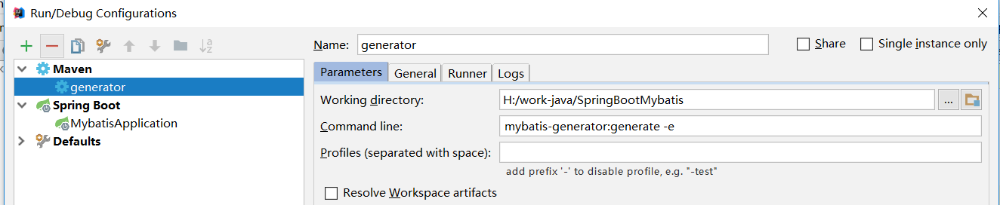 Run/Debug Configurations
Name: generator Share Single instance only
Maven
generator
Spring Boot
MybatisApplication
Defaults
Parameters General Runner Logs
Working directory: H:/work-java/SpringBootMybatis ...
Command line: mybatis-generator:generate -e
Profiles (separated with space):
add prefix '-' to disable profile, e.g. "-test"
Resolve Workspace artifacts